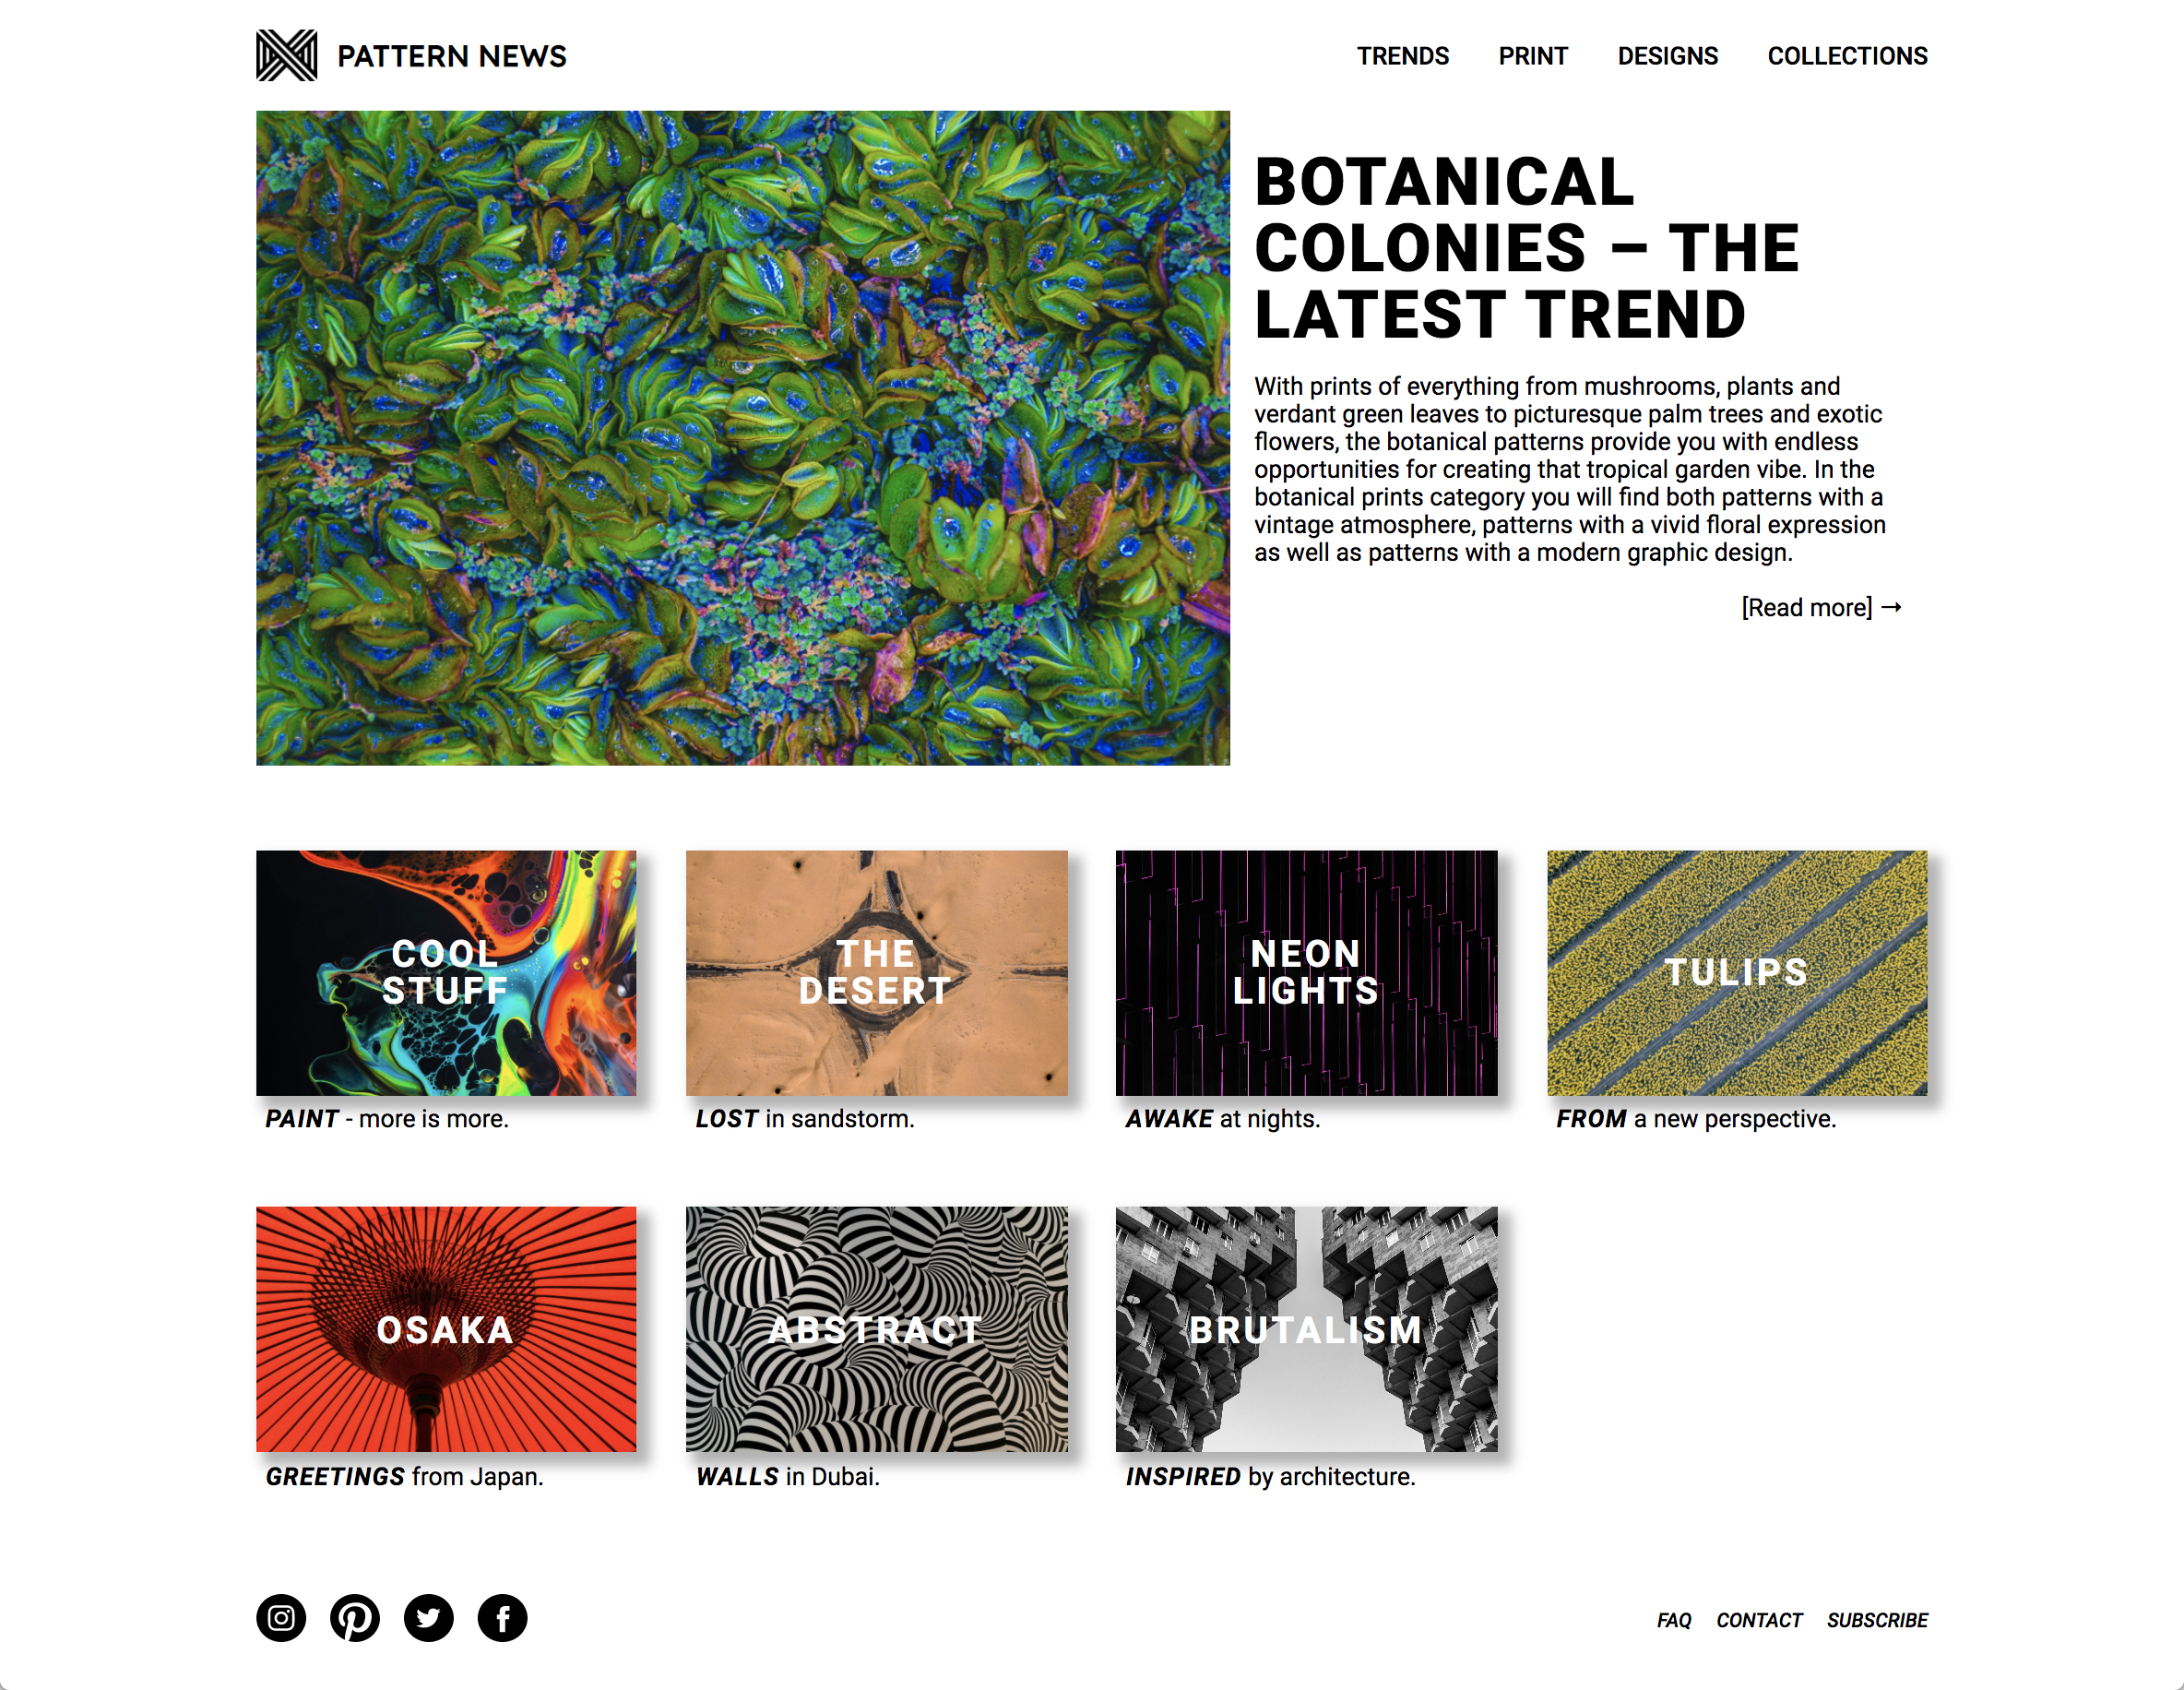 PATTERN NEWS
TRENDS PRINT DESIGNS COLLECTIONS
BOTANICAL
COLONIES – THE
LATEST TREND
With prints of everything from mushrooms, plants and
verdant green leaves to picturesque palm trees and exotic
flowers, the botanical patterns provide you with endless
opportunities for creating that tropical garden vibe. In the
botanical prints category you will find both patterns with a
vintage atmosphere, patterns with a vivid floral expression
as well as patterns with a modern graphic design.
[Read more] →
COOL
STUFF
PAINT - more is more.
THE
DESERT
LOST in sandstorm.
NEON
LIGHTS
AWAKE at nights.
TULIPS
FROM a new perspective.
OSAKA
GREETINGS from Japan.
ABSTRACT
WALLS in Dubai.
BRUTALISM
INSPIRED by architecture.
FAQ CONTACT SUBSCRIBE